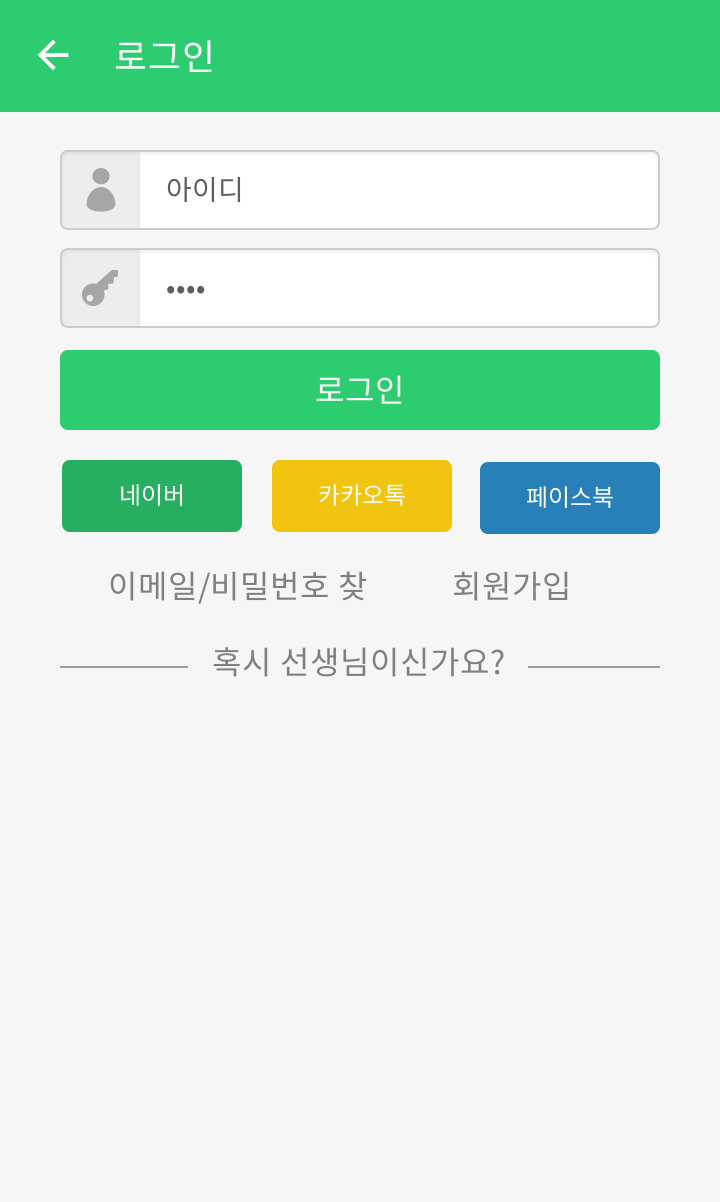 로그인
아이디
••••
로그인
네이버 카카오톡 페이스북
이메일/비밀번호 찾 회원가입
혹시 선생님이신가요?